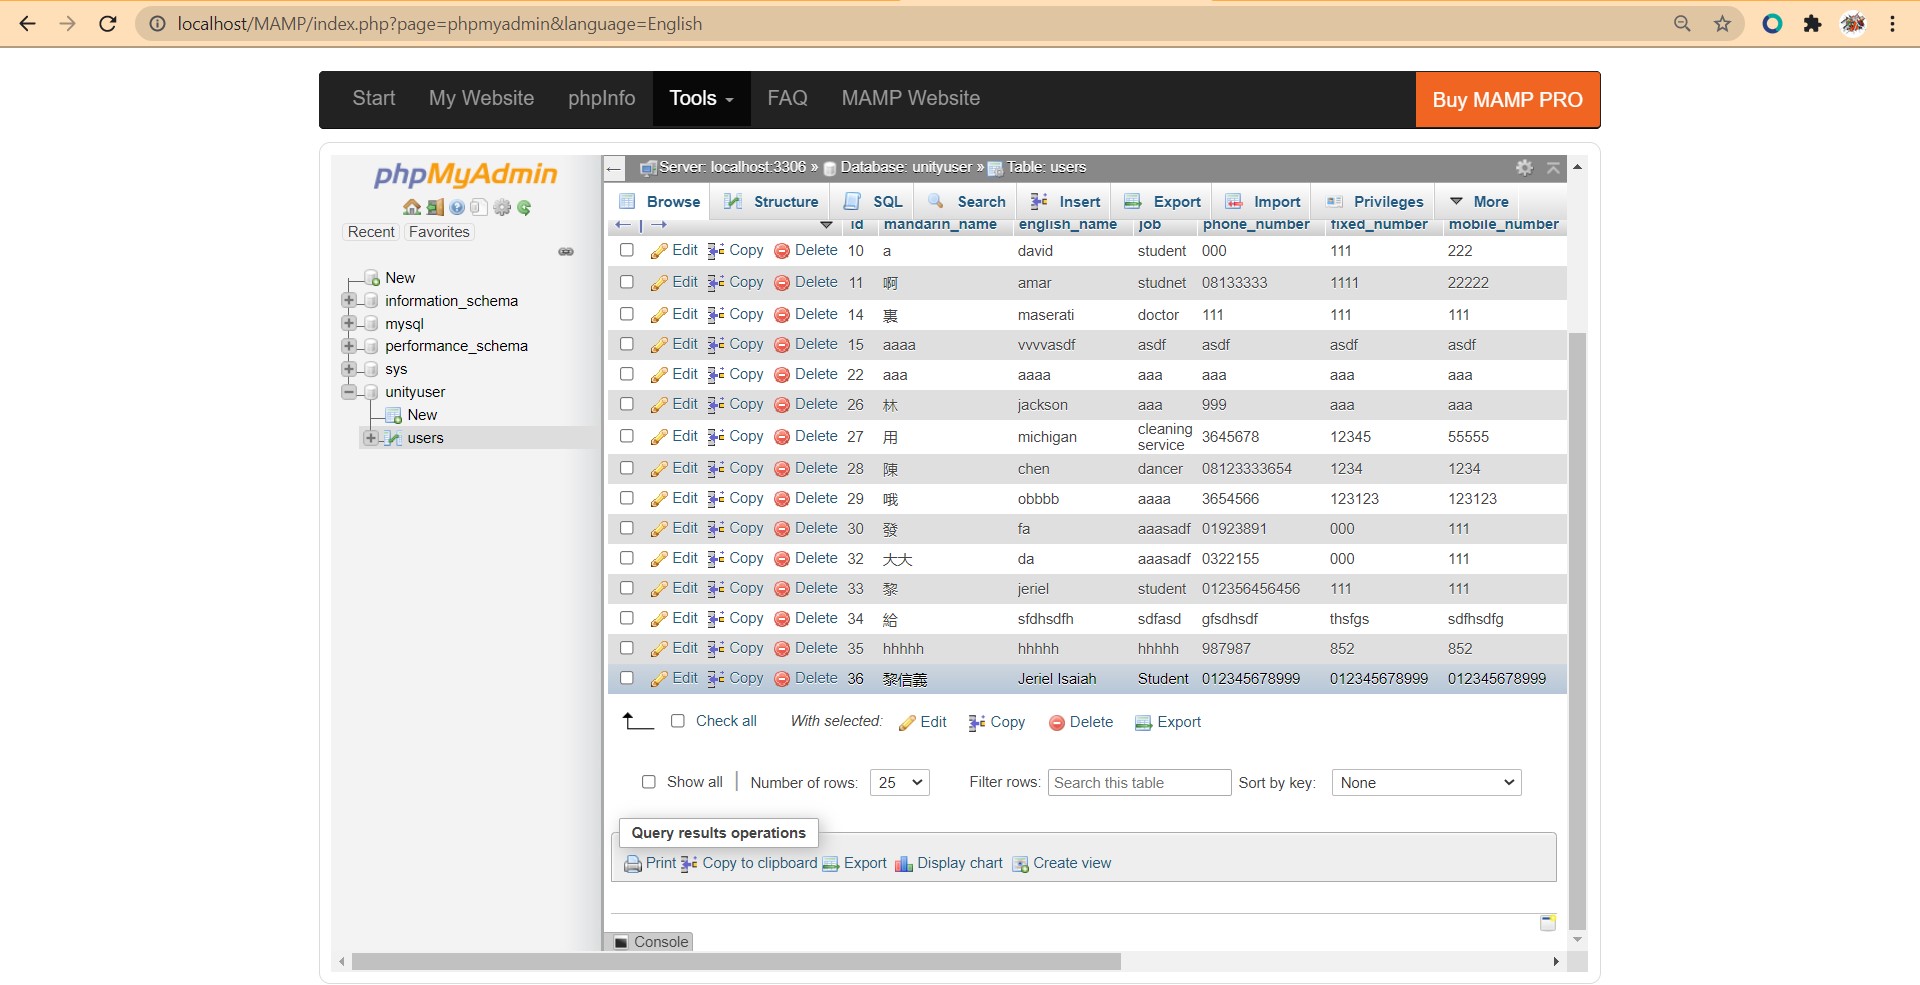 localhost/MAMP/index.php?page=phpmyadmin&language=English
Start My Website phpInfo Tools FAQ MAMP Website Buy MAMP PRO
phpMyAdmin
Recent Favorites
New
information_schema
mysql
performance_schema
sys
unityuser
New
users
Server: localhost:3306 » Database: unityuser » Table: users
Browse Structure SQL Search Insert Export Import Privileges More
id mandarin_name english_name job phone_number fixed_number mobile_number
Edit Copy Delete 10 a david student 000 111 222
Edit Copy Delete 11 啊 amar studnet 08133333 1111 22222
Edit Copy Delete 14 裏 maserati doctor 111 111 111
Edit Copy Delete 15 aaaa vvvvasdf asdf asdf asdf asdf
Edit Copy Delete 22 aaa aaaa aaa aaa aaa aaa
Edit Copy Delete 26 林 jackson aaa 999 aaa aaa
Edit Copy Delete 27 用 michigan cleaning service 3645678 12345 55555
Edit Copy Delete 28 陳 chen dancer 08123333654 1234 1234
Edit Copy Delete 29 哦 obbbb aaaa 3654566 123123 123123
Edit Copy Delete 30 發 fa aaasadf 01923891 000 111
Edit Copy Delete 32 大大 da aaasadf 0322155 000 111
Edit Copy Delete 33 黎 jeriel student 012356456456 111 111
Edit Copy Delete 34 給 sfdhsdfh sdfasd gfsdhsdf thsfgs sdfhsdfg
Edit Copy Delete 35 hhhhh hhhhh hhhhh 987987 852 852
Edit Copy Delete 36 黎信義 Jeriel Isaiah Student 012345678999 012345678999 012345678999
Check all With selected: Edit Copy Delete Export
Show all Number of rows: 25 Filter rows: Search this table Sort by key: None
Query results operations
Print Copy to clipboard Export Display chart Create view
Console